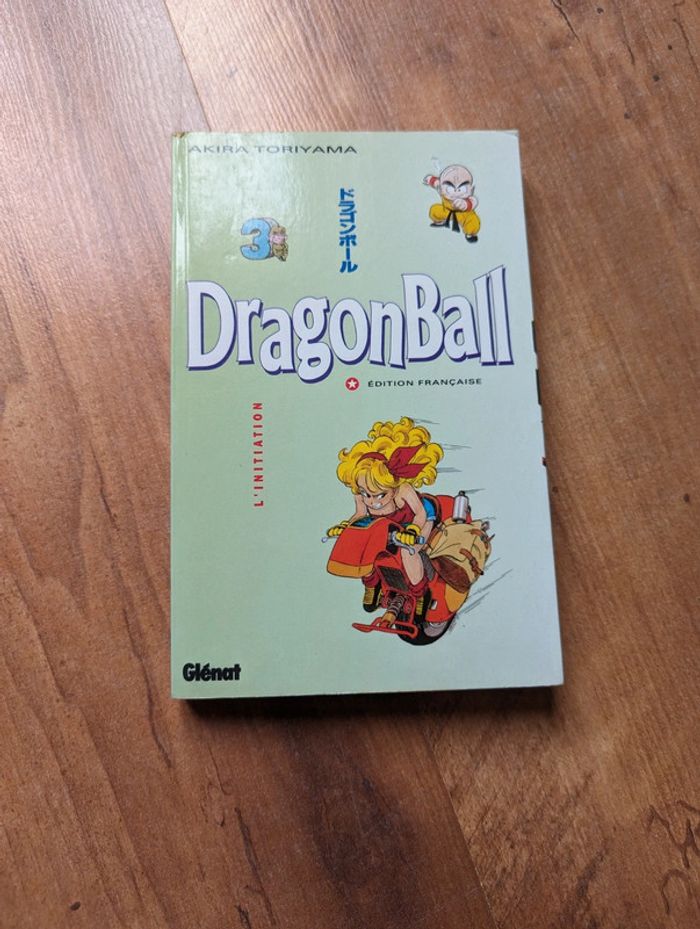 AKIRA TORIYAMA
3
ドラゴンボール
DragonBall
ÉDITION FRANÇAISE
L'INITIATION
Glénat